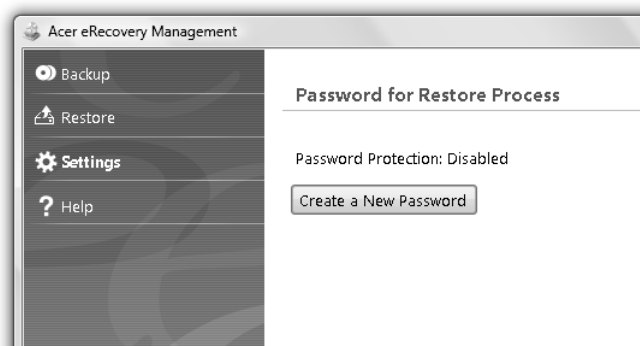 Acer eRecovery Management
Backup
Restore
Settings
Help
Password for Restore Process
Password Protection: Disabled
Create a New Password